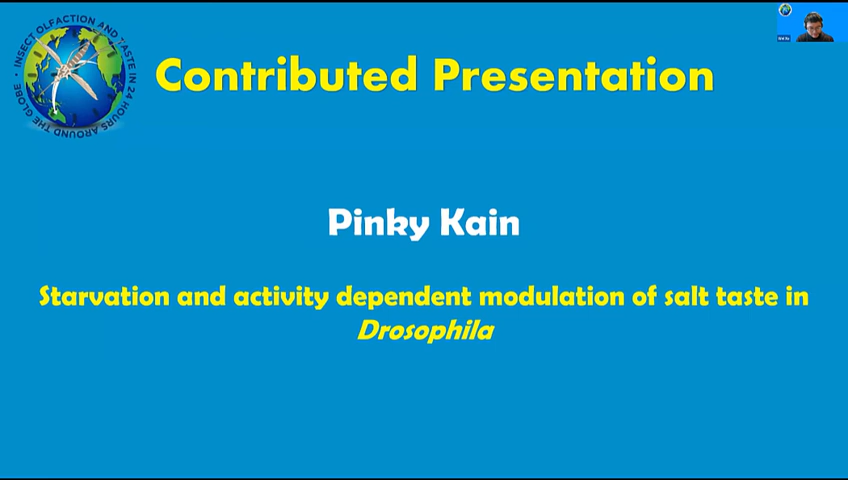 INSECT OLFACTION AND TASTE IN 24 HOURS AROUND THE GLOBE
Contributed Presentation
Pinky Kain
Starvation and activity dependent modulation of salt taste in
Drosophila